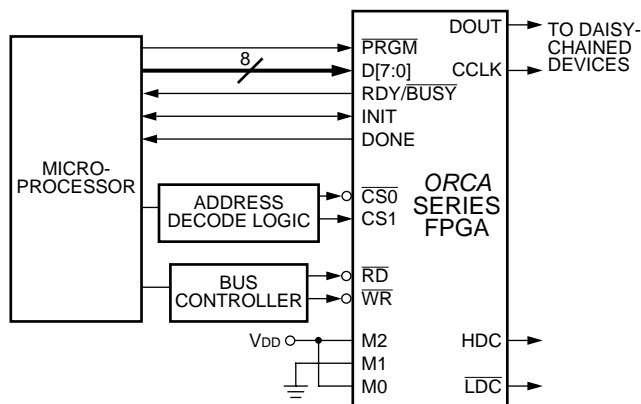 MICRO-
PROCESSOR
8
ADDRESS
DECODE LOGIC
BUS
CONTROLLER
VDD
PRGM
D[7:0]
RDY/BUSY
INIT
DONE
CS0
CS1
RD
WR
M2
M1
M0
ORCA
SERIES
FPGA
DOUT
CCLK
HDC
LDC
TO DAISY-
CHAINED
DEVICES